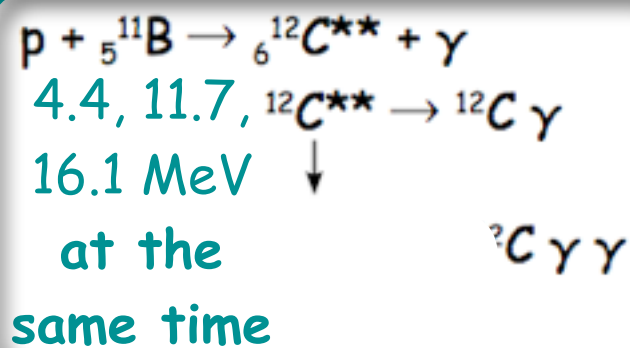 p + ₅¹¹B → ₆¹²C** + γ
4.4, 11.7, ¹²C** → ¹²C γ
16.1 MeV ↓
at the C γ γ
same time